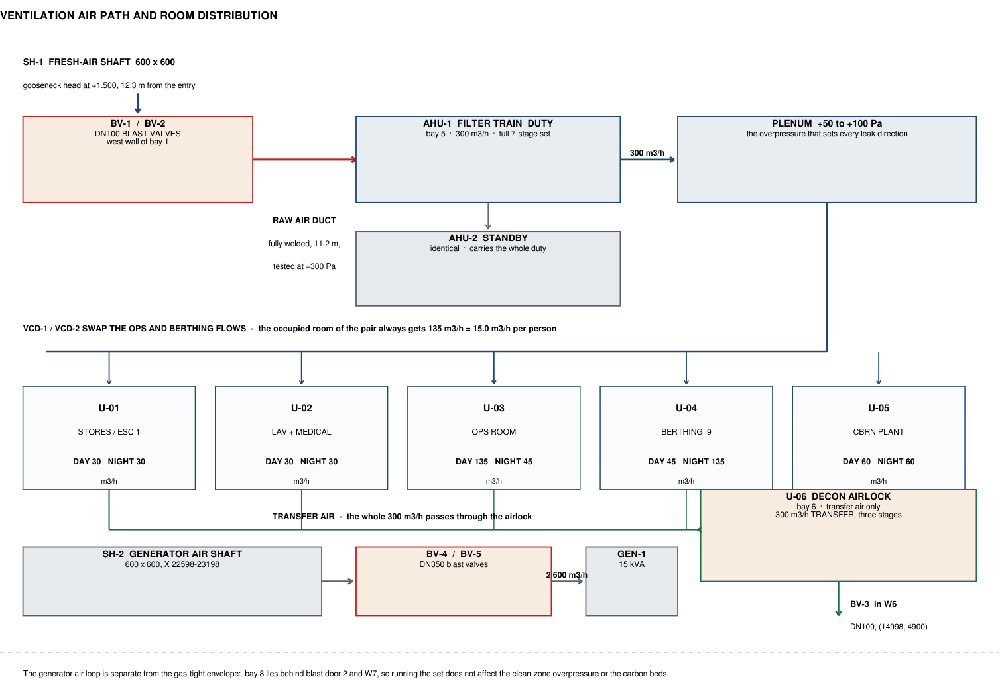 VENTILATION AIR PATH AND ROOM DISTRIBUTION
SH-1 FRESH-AIR SHAFT 600 x 600
gooseneck head at +1.500, 12.3 m from the entry
BV-1 / BV-2
DN100 BLAST VALVES
west wall of bay 1
AHU-1 FILTER TRAIN DUTY
bay 5 · 300 m3/h · full 7-stage set
300 m3/h
PLENUM +50 to +100 Pa
the overpressure that sets every leak direction
RAW AIR DUCT
fully welded, 11.2 m,
tested at +300 Pa
AHU-2 STANDBY
identical · carries the whole duty
VCD-1 / VCD-2 SWAP THE OPS AND BERTHING FLOWS - the occupied room of the pair always gets 135 m3/h = 15.0 m3/h per person
U-01
STORES / ESC 1
DAY 30 NIGHT 30
m3/h
U-02
LAV + MEDICAL
DAY 30 NIGHT 30
m3/h
U-03
OPS ROOM
DAY 135 NIGHT 45
m3/h
U-04
BERTHING 9
DAY 45 NIGHT 135
m3/h
U-05
CBRN PLANT
DAY 60 NIGHT 60
m3/h
TRANSFER AIR - the whole 300 m3/h passes through the airlock
U-06 DECON AIRLOCK
bay 6 · transfer air only
300 m3/h TRANSFER, three stages
SH-2 GENERATOR AIR SHAFT
600 x 600, X 22598-23198
BV-4 / BV-5
DN350 blast valves
2 600 m3/h
GEN-1
15 kVA
BV-3 in W6
DN100, (14998, 4900)
The generator air loop is separate from the gas-tight envelope: bay 8 lies behind blast door 2 and W7, so running the set does not affect the clean-zone overpressure or the carbon beds.